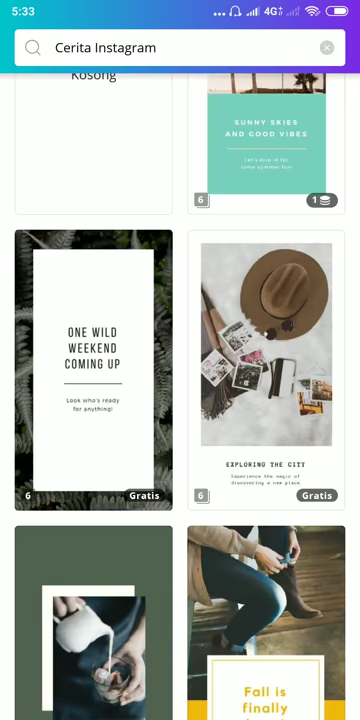 5:33
4G
Cerita Instagram
Kosong
SUNNY SKIES
AND GOOD VIBES
Let's dive in for
some summer fun!
6
1
ONE WILD
WEEKEND
COMING UP
Look who's ready
for anything!
6
Gratis
EXPLORING THE CITY
Experience the magic of
discovering a new place
6
Gratis
Fall is
finally